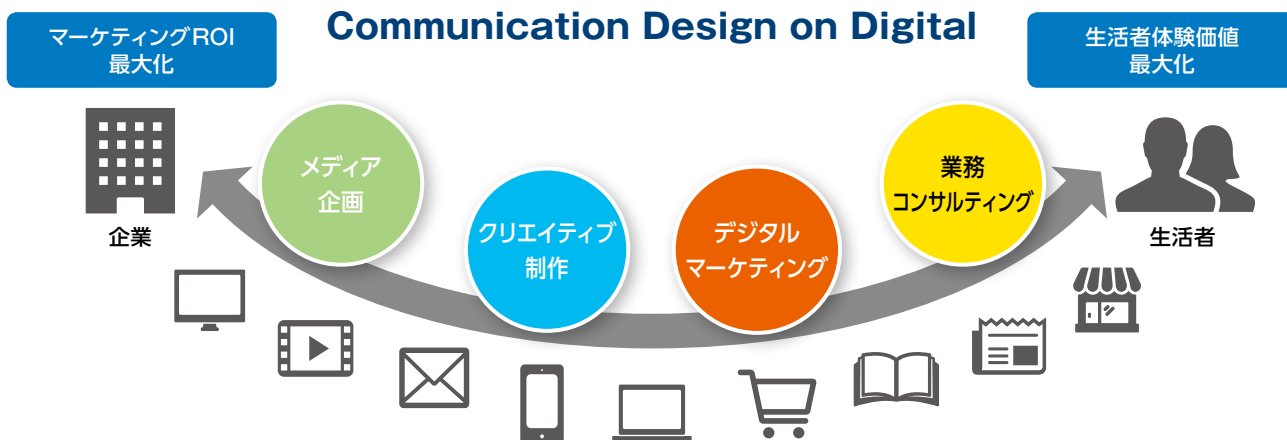 Communication Design on Digital
マーケティングROI
最大化
生活者体験価値
最大化
メディア
企画
クリエイティブ
制作
デジタル
マーケティング
業務
コンサルティング
企業
生活者